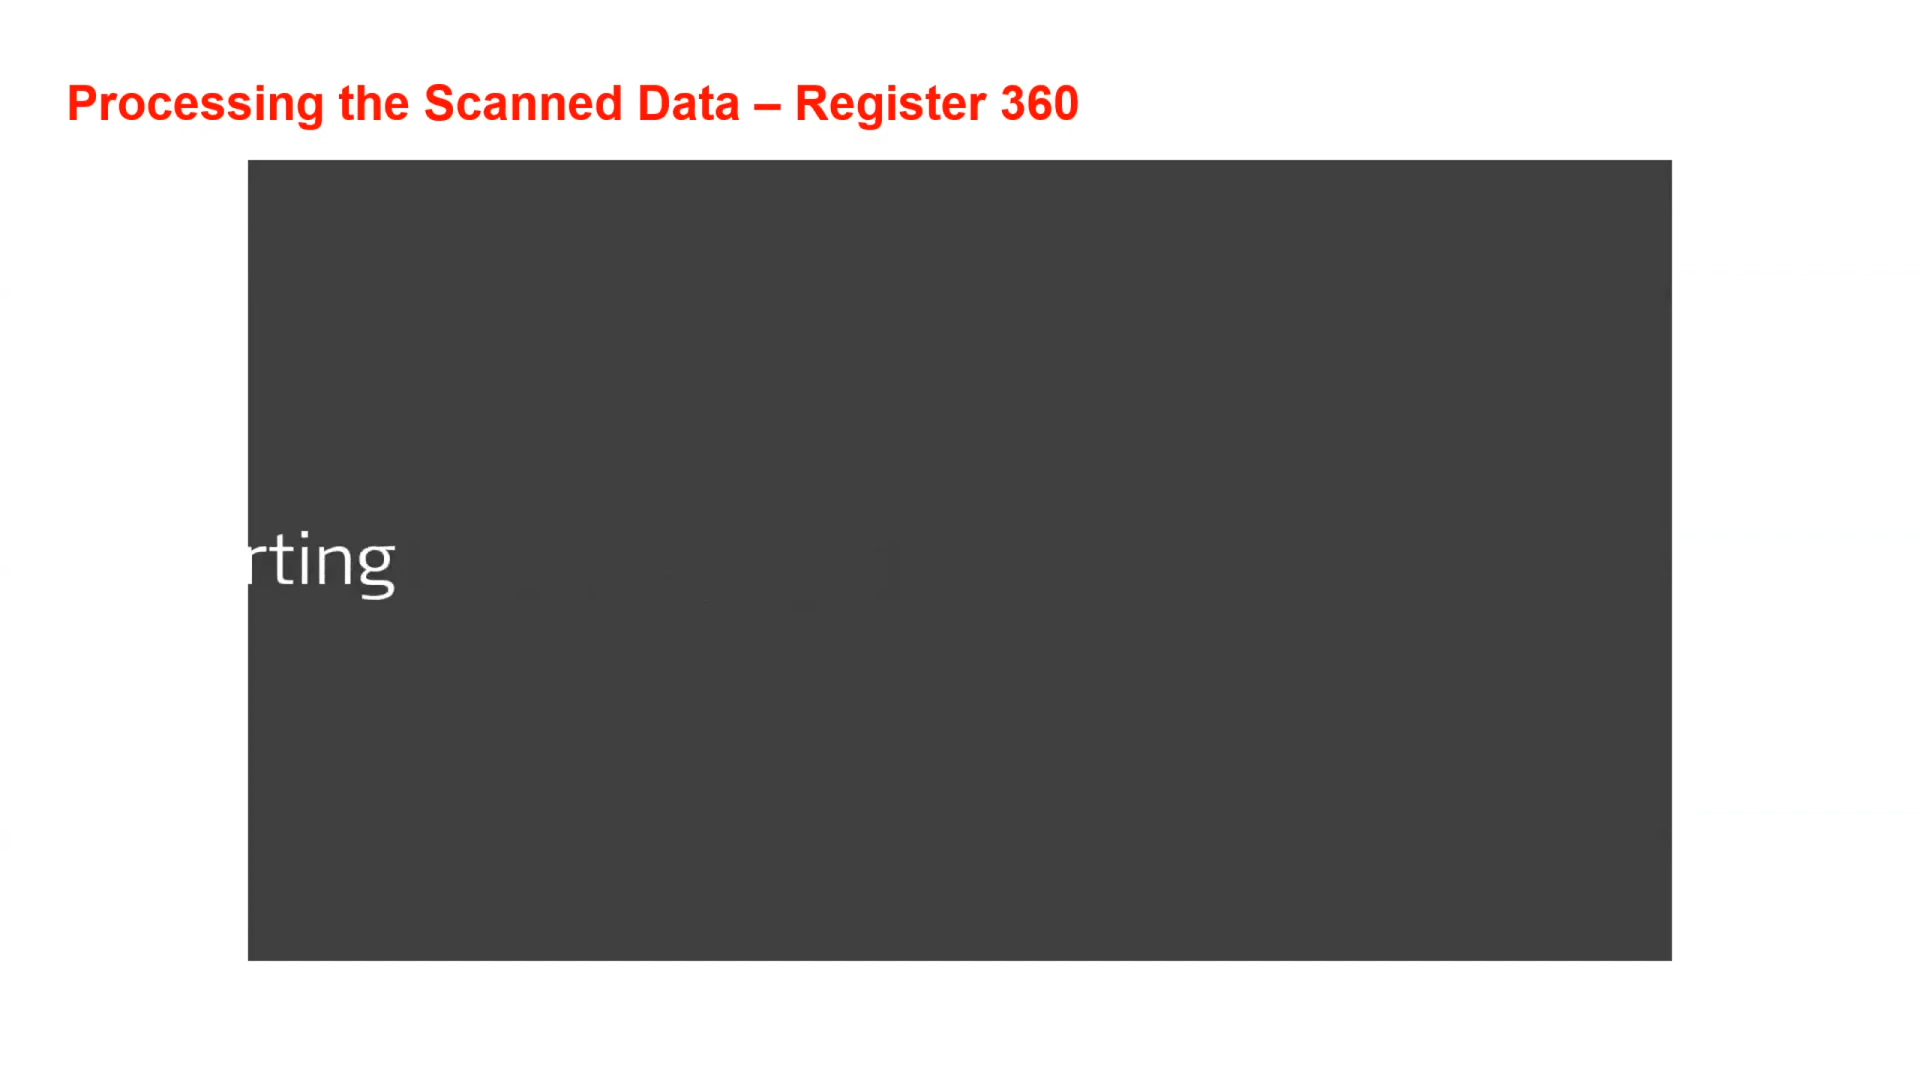 Processing the Scanned Data – Register 360
rting